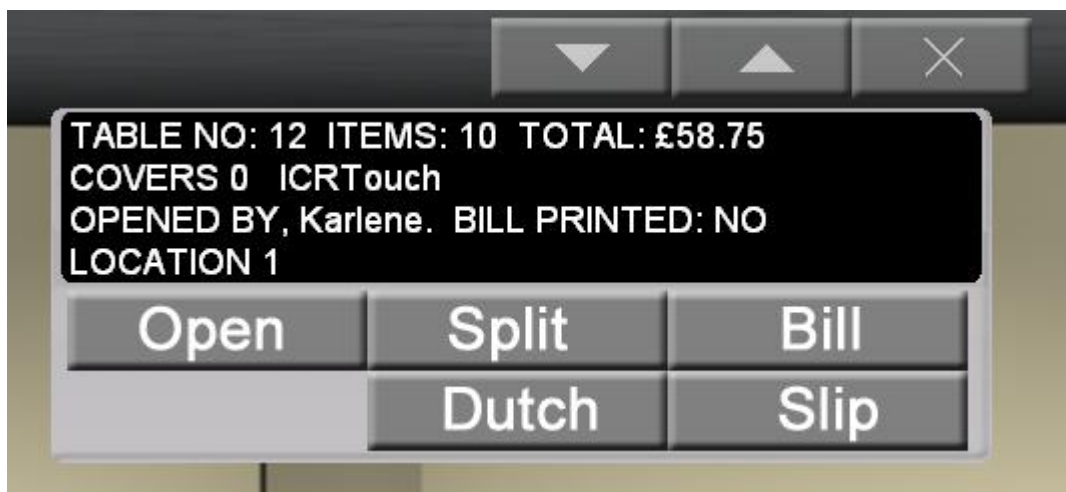 TABLE NO: 12 ITEMS: 10 TOTAL: £58.75
COVERS 0 ICRTouch
OPENED BY, Karlene. BILL PRINTED: NO
LOCATION 1
Open Split Bill
Dutch Slip